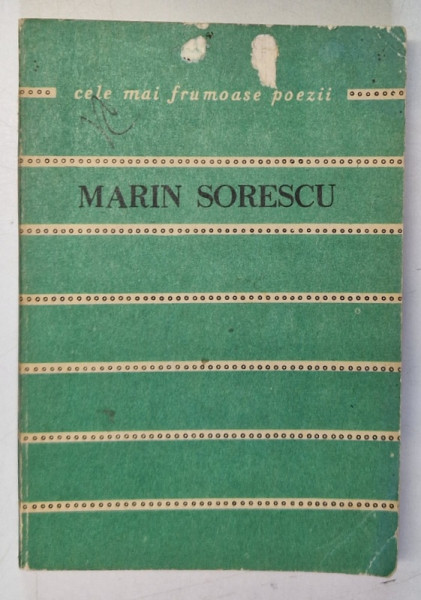 cele mai frumoase poezii
MARIN SORESCU